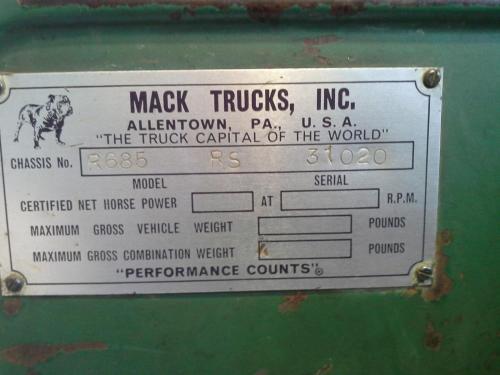 MACK TRUCKS, INC.
ALLENTOWN, PA., U.S.A.
"THE TRUCK CAPITAL OF THE WORLD"
CHASSIS No. R685 RS 31020
MODEL SERIAL
CERTIFIED NET HORSE POWER AT R.P.M.
MAXIMUM GROSS VEHICLE WEIGHT POUNDS
MAXIMUM GROSS COMBINATION WEIGHT POUNDS
"PERFORMANCE COUNTS"®